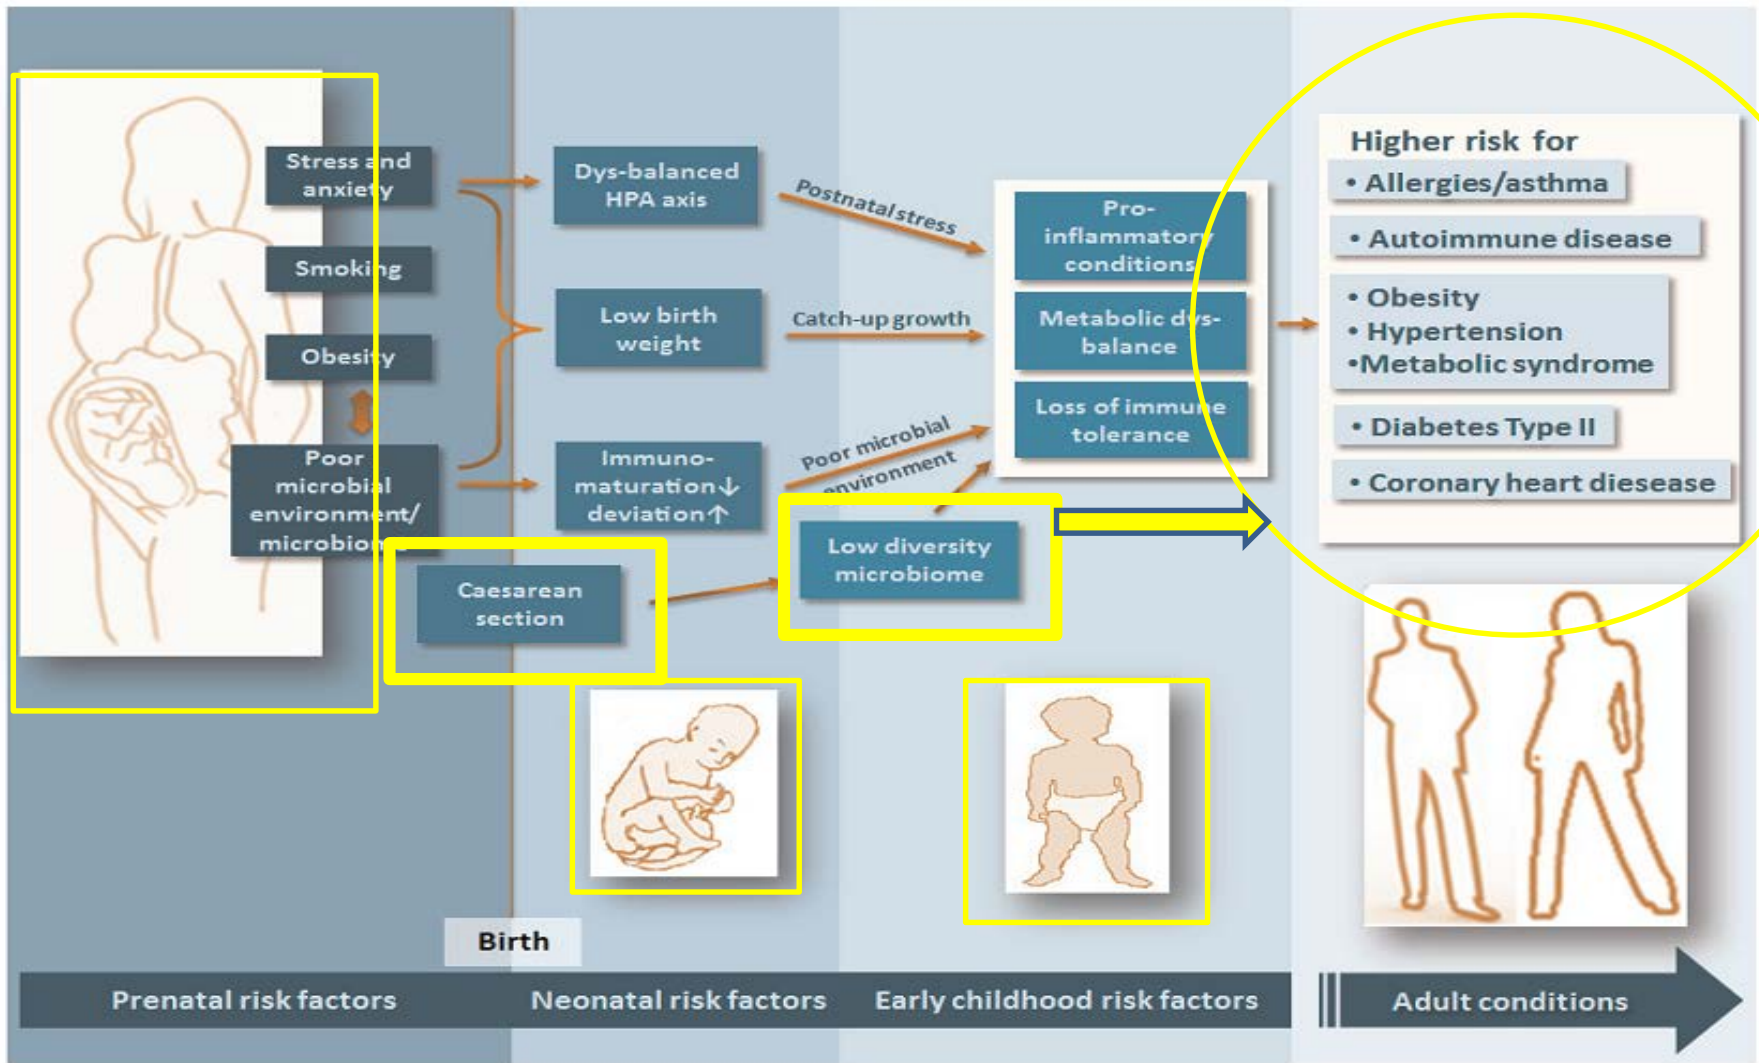 Stress and
anxiety
Smoking
Obesity
Poor
microbial
environment/
microbiome
Caesarean
section
Dys-balanced
HPA axis
Low birth
weight
Immuno-
maturation↓
deviation↑
Postnatal stress
Catch-up growth
Poor microbial
environment
Low diversity
microbiome
Pro-
inflammatory
conditions
Metabolic dys-
balance
Loss of immune
tolerance
Higher risk for
• Allergies/asthma
• Autoimmune disease
• Obesity
• Hypertension
•Metabolic syndrome
• Diabetes Type II
• Coronary heart diesease
Birth
Prenatal risk factors
Neonatal risk factors
Early childhood risk factors
Adult conditions